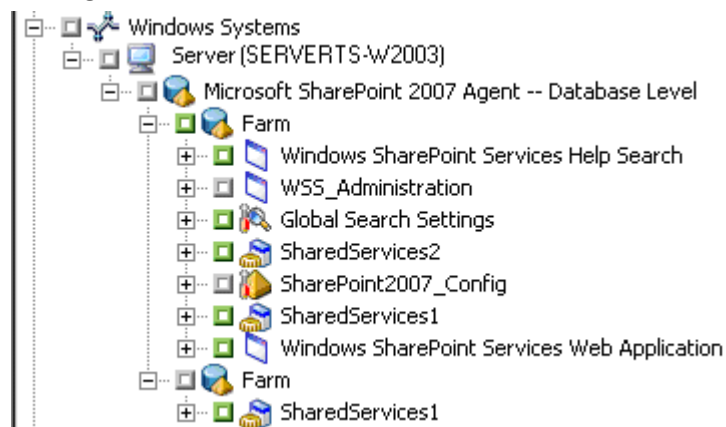 Windows Systems
Server (SERVERTS-W2003)
Microsoft SharePoint 2007 Agent -- Database Level
Farm
Windows SharePoint Services Help Search
WSS_Administration
Global Search Settings
SharedServices2
SharePoint2007_Config
SharedServices1
Windows SharePoint Services Web Application
Farm
SharedServices1